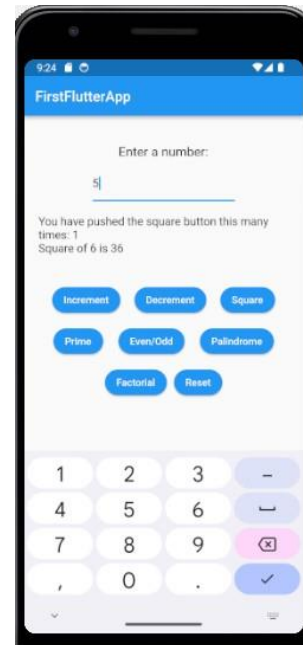 9:24
FirstFlutterApp
Enter a number:
5
You have pushed the square button this many
times: 1
Square of 6 is 36
Increment Decrement Square
Prime Even/Odd Palindrome
Factorial Reset
1 2 3 -
4 5 6
7 8 9
, 0 .